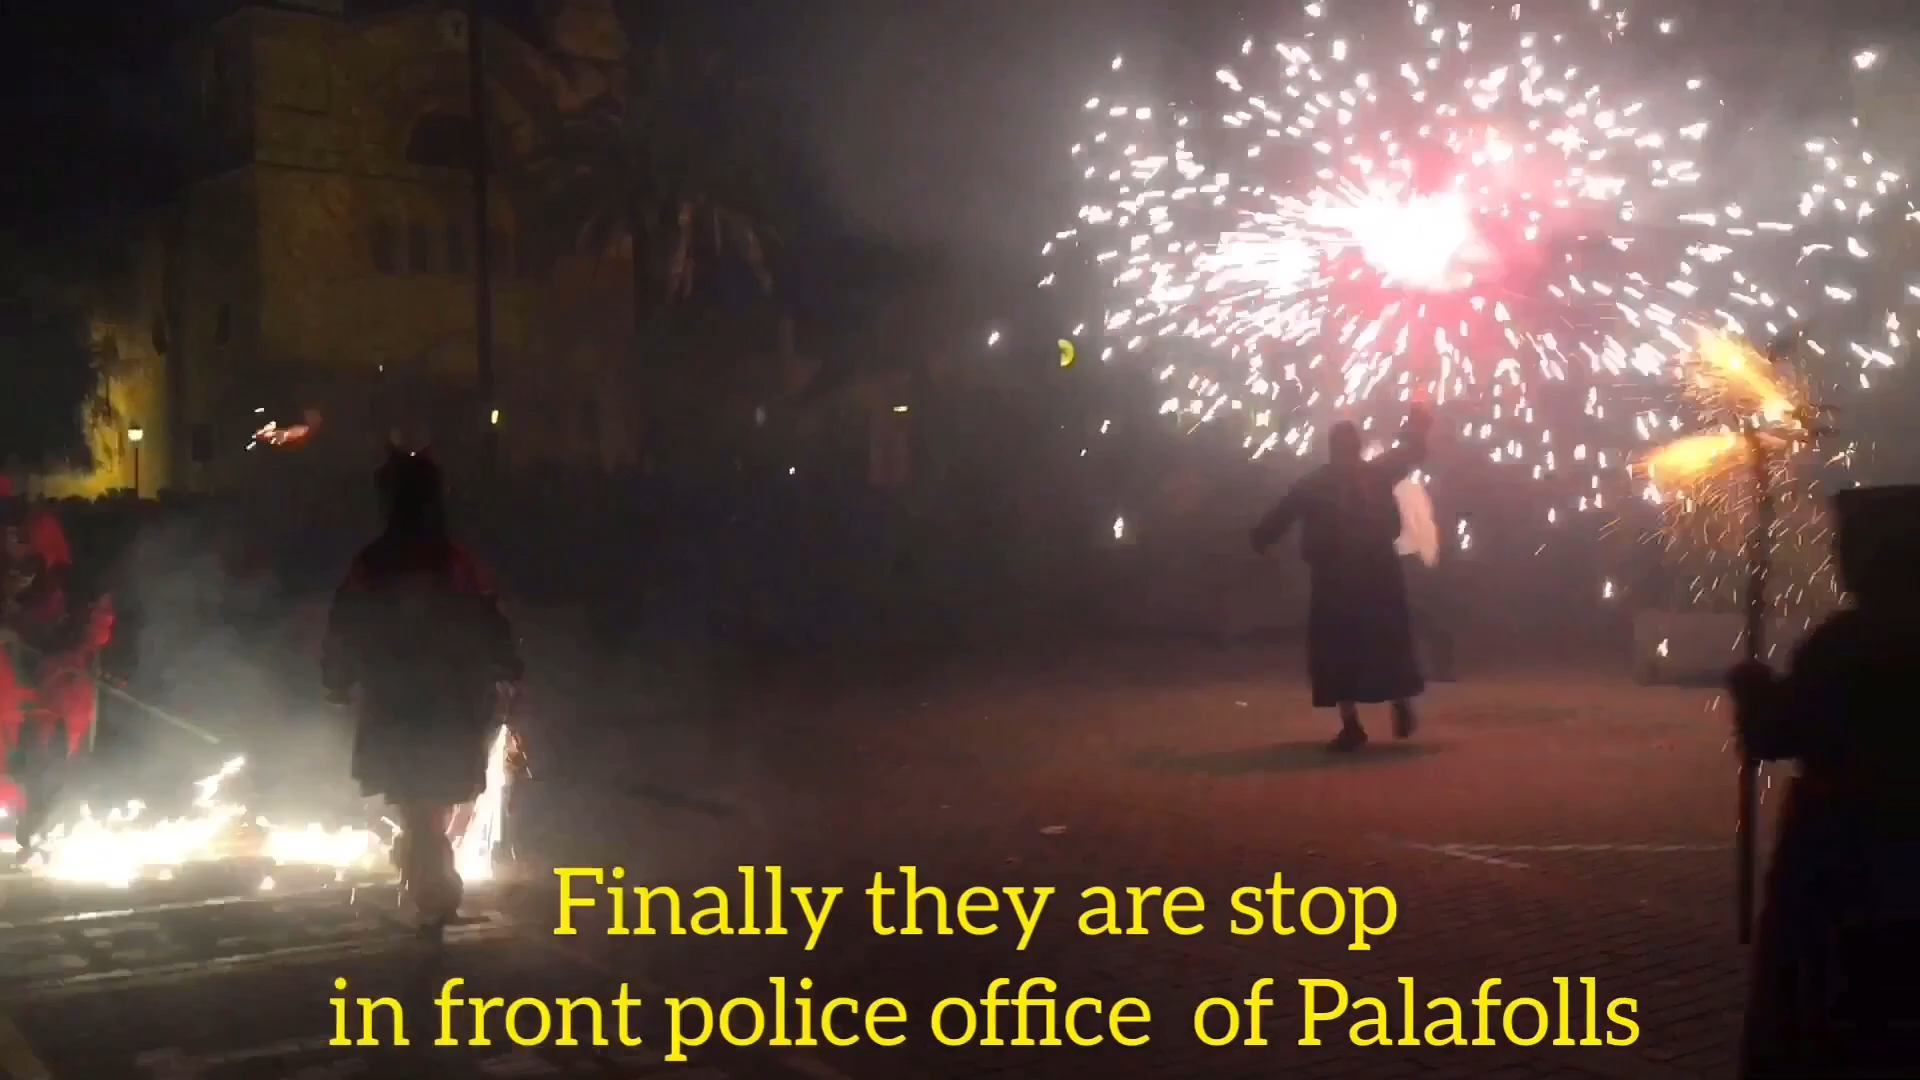 Finally they are stop
in front police office of Palafolls